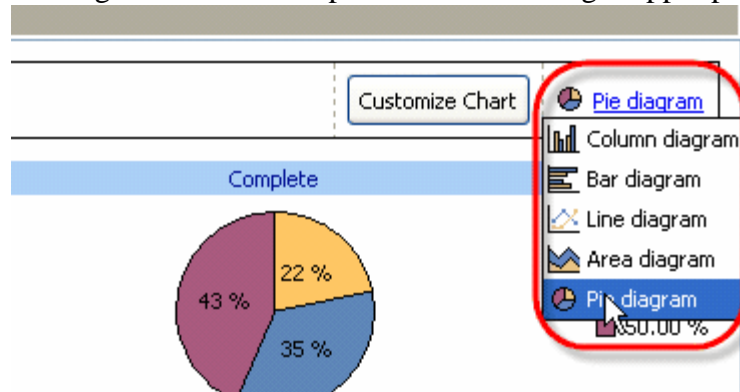 Customize Chart
Pie diagram
Column diagram
Complete
Bar diagram
Line diagram
Area diagram
22 %
43 %
Pie diagram
50.00 %
35 %